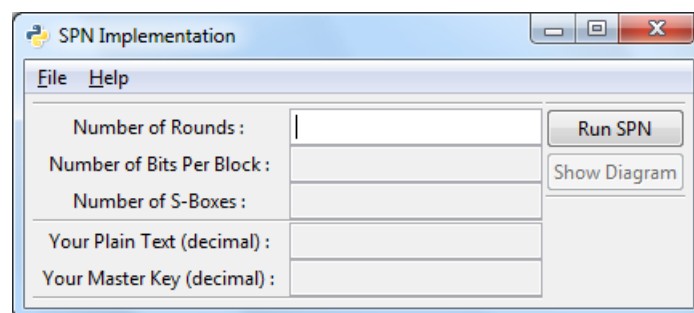 SPN Implementation
File Help
Number of Rounds :
Run SPN
Number of Bits Per Block :
Show Diagram
Number of S-Boxes :
Your Plain Text (decimal) :
Your Master Key (decimal) :